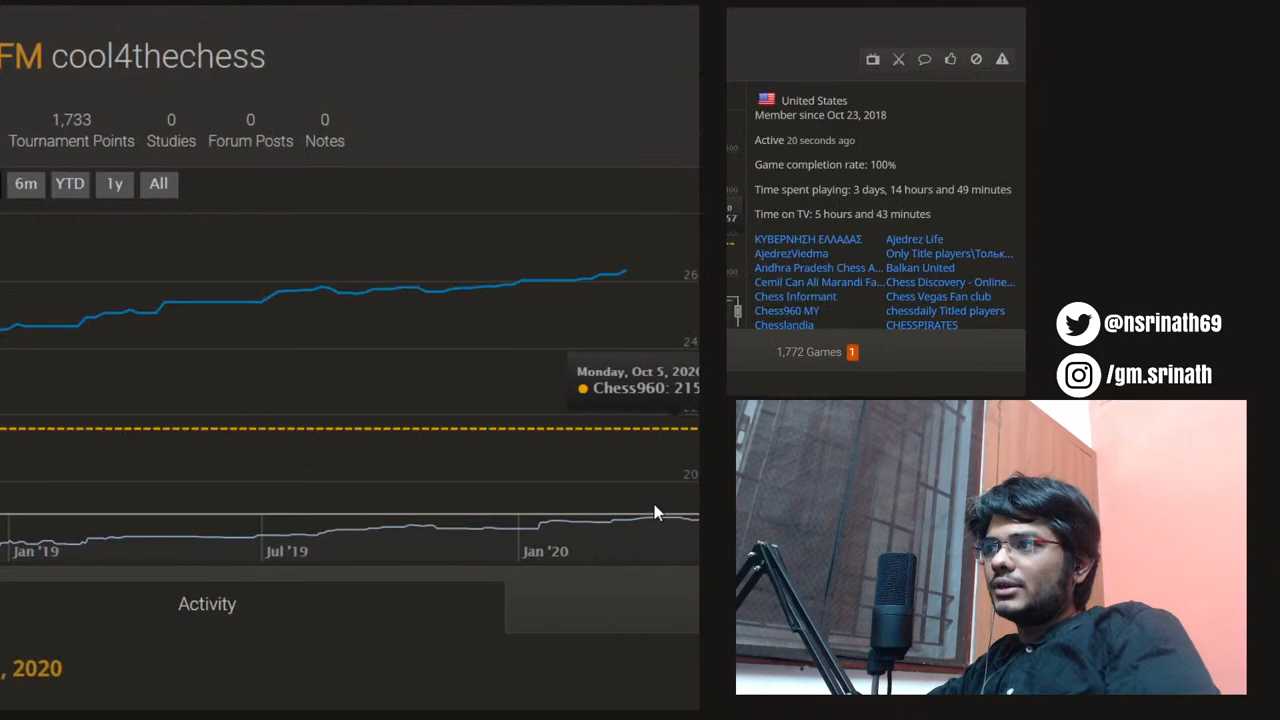 FM cool4thechess
1,733 0 0 0
Tournament Points Studies Forum Posts Notes
6m YTD 1y All
26
24
Monday, Oct 5, 2020
Chess960: 215
20
Jan '19 Jul '19 Jan '20
Activity
, 2020
United States
Member since Oct 23, 2018
Active 20 seconds ago
Game completion rate: 100%
Time spent playing: 3 days, 14 hours and 49 minutes
Time on TV: 5 hours and 43 minutes
ΚΥΒΕΡΝΗΣΗ ΕΛΛΑΔΑΣ Ajedrez Life
AjedrezViedma Only Title players\Тольк...
Andhra Pradesh Chess A... Balkan United
Cemil Can Ali Marandi Fa... Chess Discovery - Online...
Chess Informant Chess Vegas Fan club
Chess960 MY chessdaily Titled players
Chesslandia CHESSPIRATES
57
1,772 Games 1
@nsrinath69
/gm.srinath